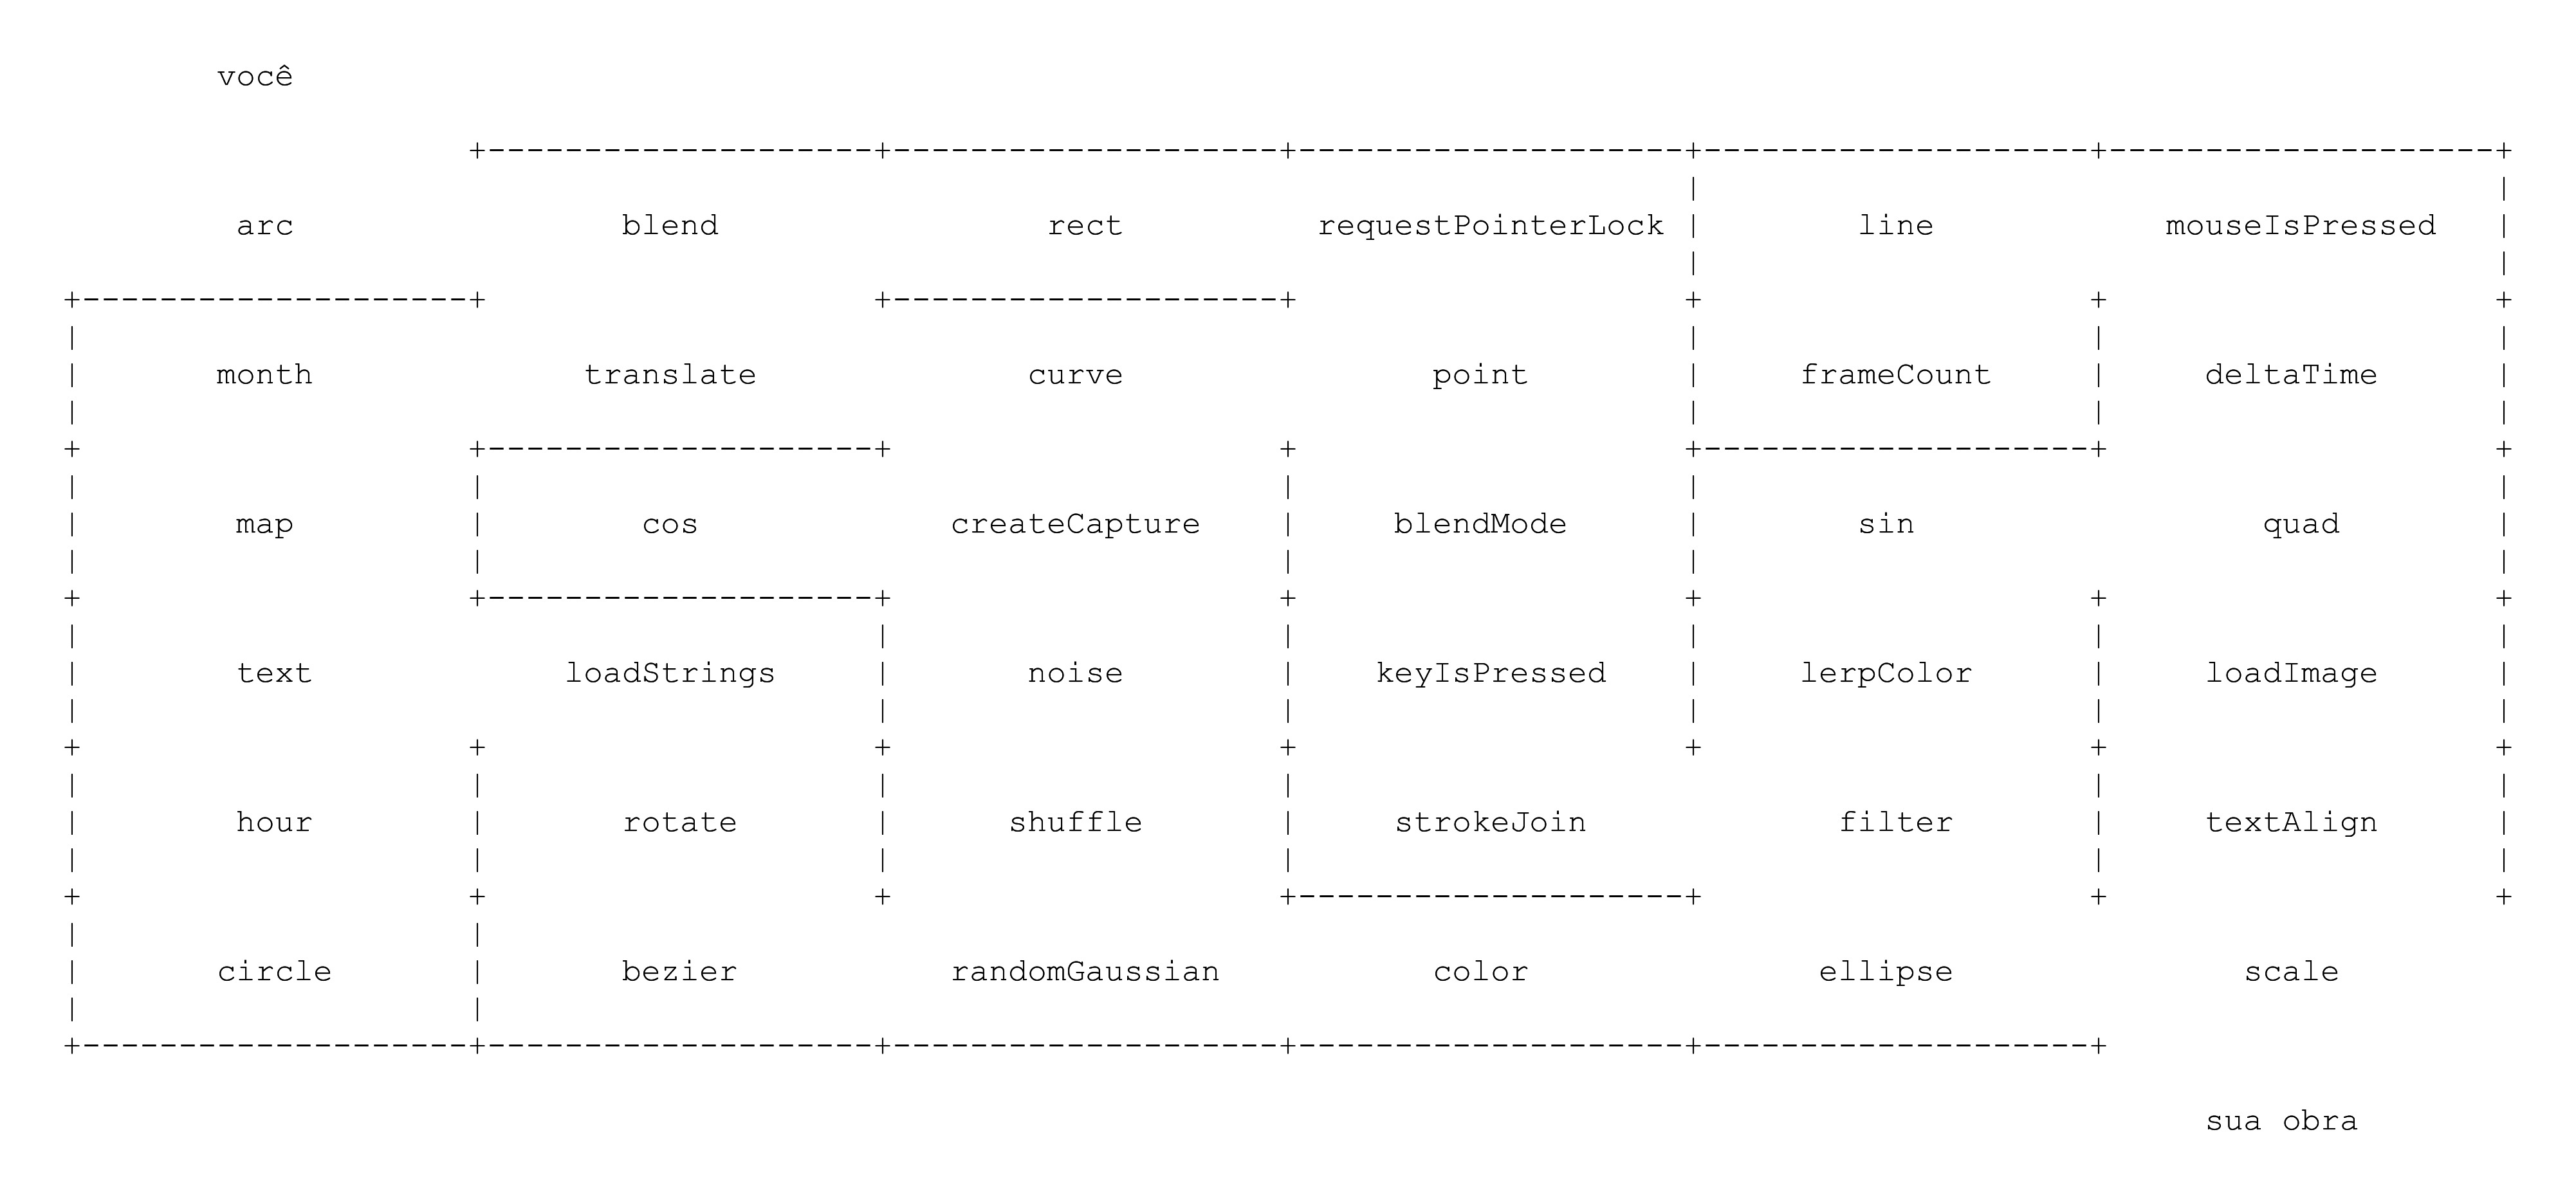 você
arc blend rect requestPointerLock line mouseIsPressed
month translate curve point frameCount deltaTime
map cos createCapture blendMode sin quad
text loadStrings noise keyIsPressed lerpColor loadImage
hour rotate shuffle strokeJoin filter textAlign
circle bezier randomGaussian color ellipse scale
sua obra